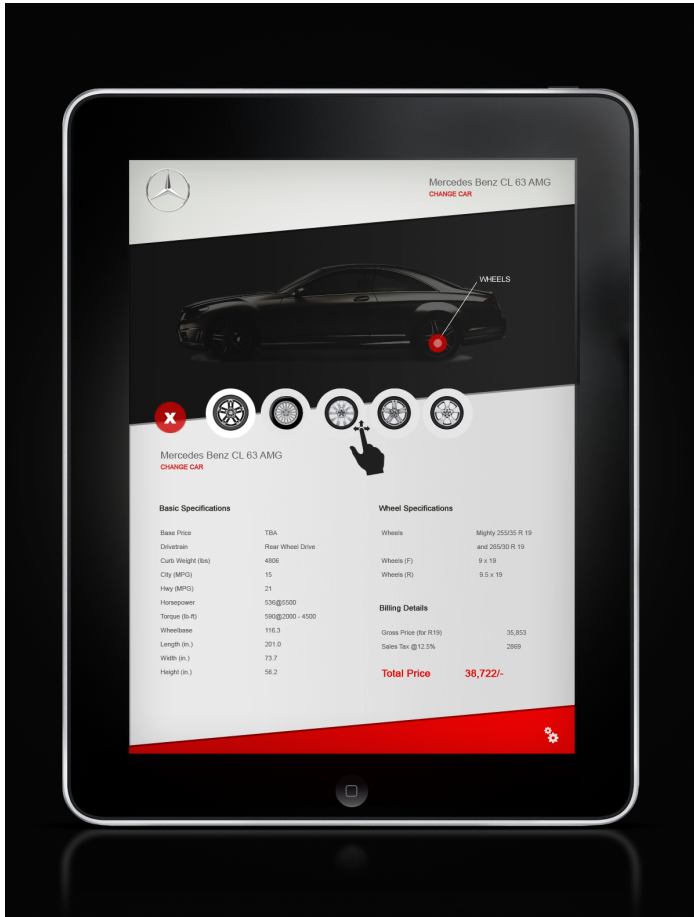 Mercedes Benz CL 63 AMG
CHANGE CAR
WHEELS
X
Mercedes Benz CL 63 AMG
CHANGE CAR
Basic Specifications
Base Price TBA
Drivetrain Rear Wheel Drive
Curb Weight (lbs) 4806
City (MPG) 15
Hwy (MPG) 21
Horsepower 536@5500
Torque (lb-ft) 590@2000 - 4500
Wheelbase 116.3
Length (in.) 201.0
Width (in.) 73.7
Height (in.) 56.2
Wheel Specifications
Wheels Mighty 255/35 R 19
and 285/30 R 19
Wheels (F) 9 x 19
Wheels (R) 9.5 x 19
Billing Details
Gross Price (for R19) 35,853
Sales Tax @12.5% 2869
Total Price 38,722/-